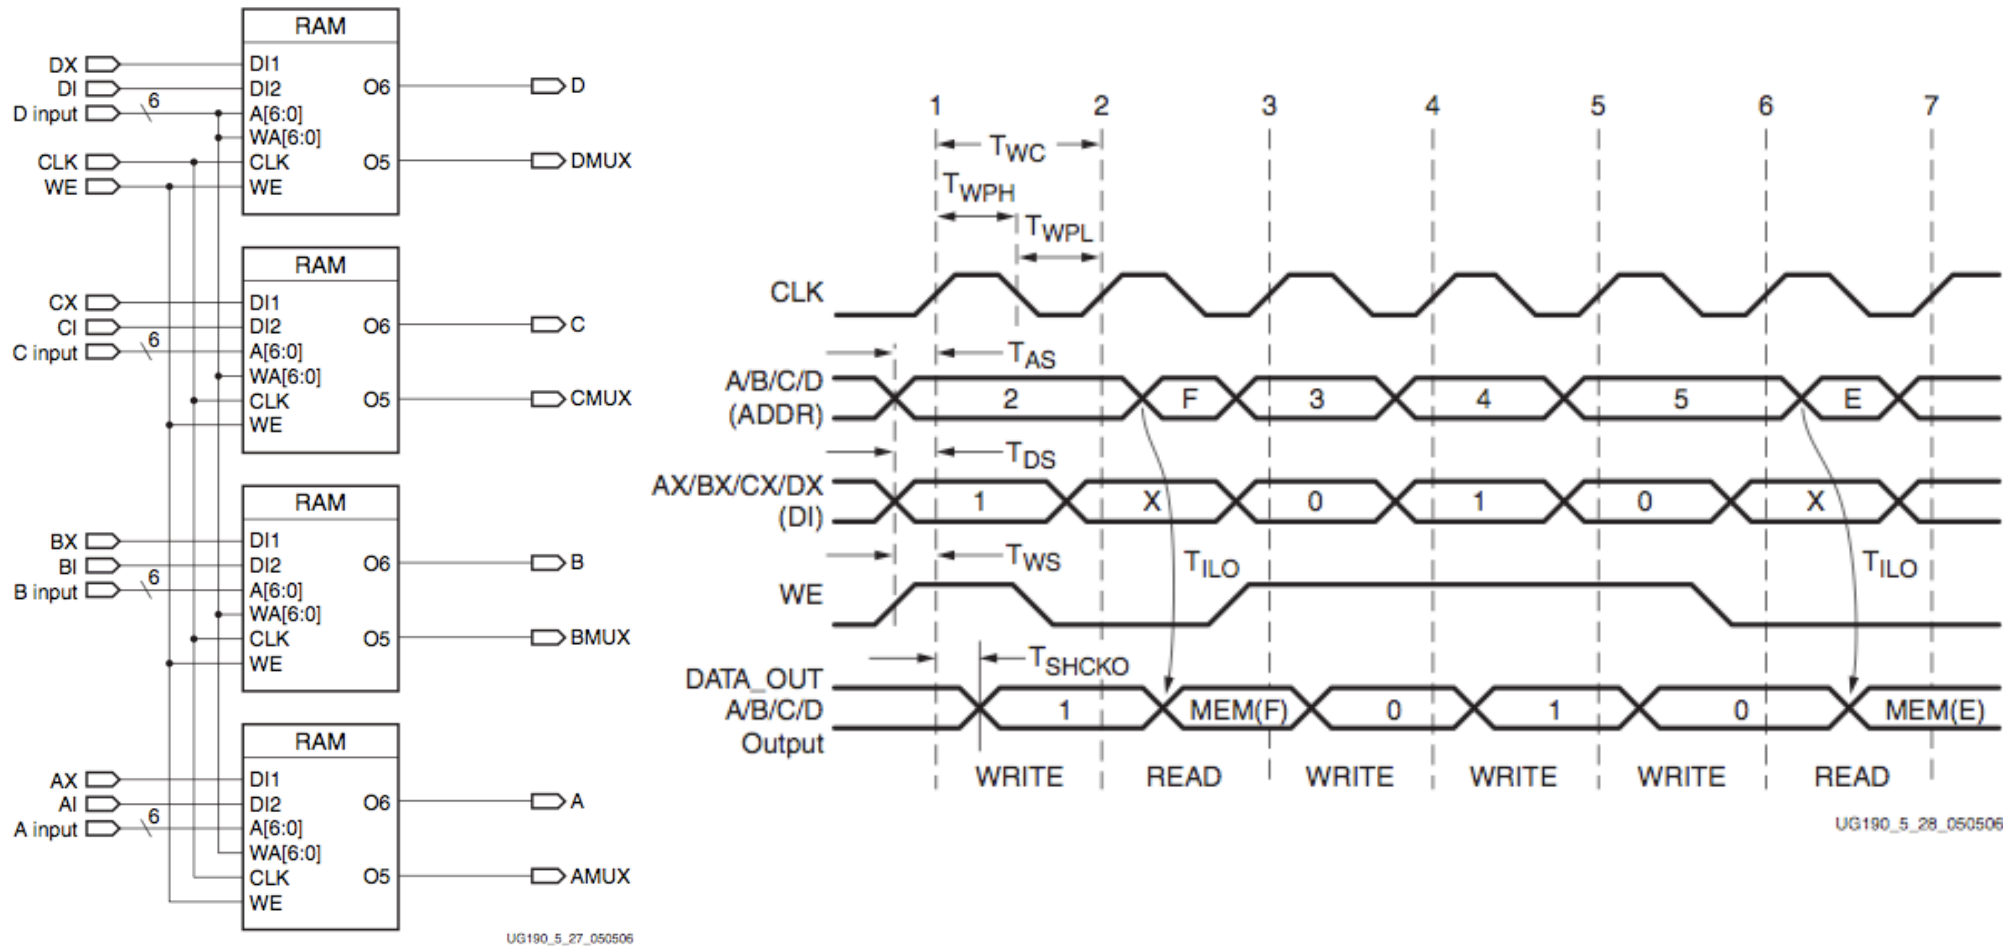 RAM
DX DI1
DI DI2 O6 D
D input 6 A[6:0]
WA[6:0]
CLK CLK O5 DMUX
WE WE
RAM
CX DI1
CI DI2 O6 C
C input 6 A[6:0]
WA[6:0]
CLK O5 CMUX
WE
RAM
BX DI1
BI DI2 O6 B
B input 6 A[6:0]
WA[6:0]
CLK O5 BMUX
WE
RAM
AX DI1
AI DI2 O6 A
A input 6 A[6:0]
WA[6:0]
CLK O5 AMUX
WE
UG190_5_27_050506
1 2 3 4 5 6 7
TWC
TWPH
TWPL
CLK
TAS
A/B/C/D
(ADDR)
2 F 3 4 5 E
TDS
AX/BX/CX/DX
(DI)
1 X 0 1 0 X
TWS
TILO TILO
WE
TSHCKO
DATA_OUT
A/B/C/D
Output
1 MEM(F) 0 1 0 MEM(E)
WRITE READ WRITE WRITE WRITE READ
UG190_5_28_050506